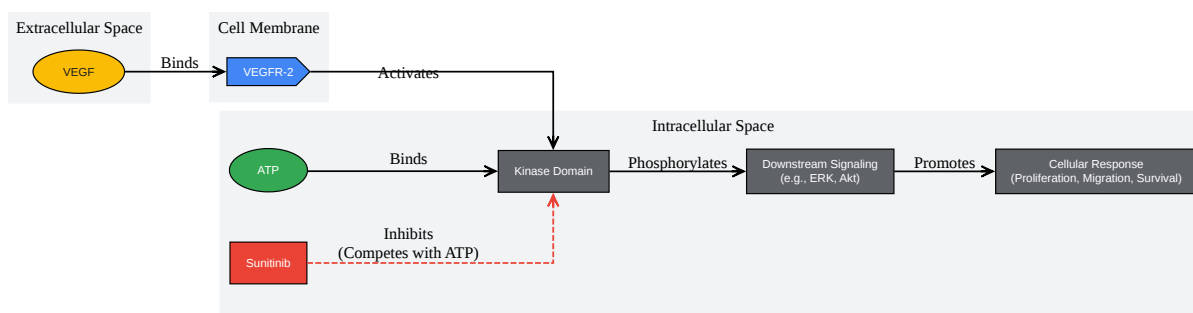 Extracellular Space
Cell Membrane
VEGF
Binds
VEGFR-2
Activates
Intracellular Space
ATP
Binds
Kinase Domain
Phosphorylates
Downstream Signaling
(e.g., ERK, Akt)
Promotes
Cellular Response
(Proliferation, Migration, Survival)
Sunitinib
Inhibits
(Competes with ATP)